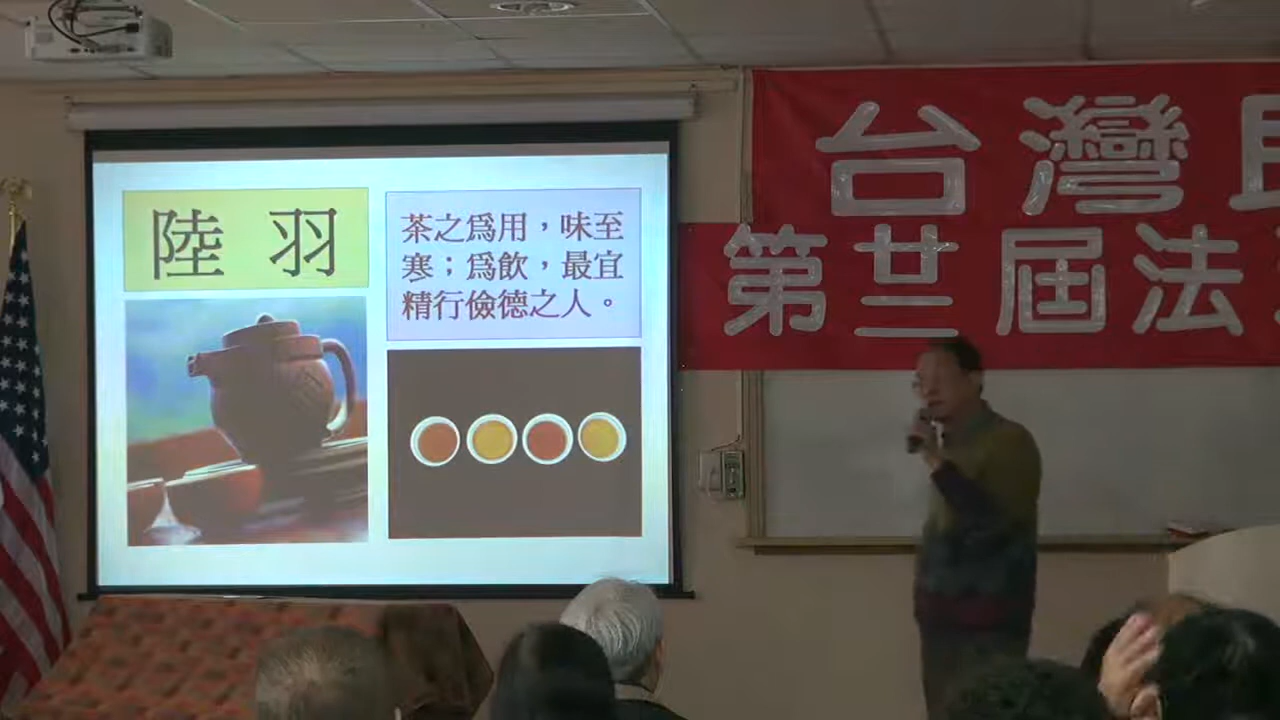 陸 羽
茶之爲用，味至
寒；爲飲，最宜
精行儉德之人。
台灣
第廿二屆法